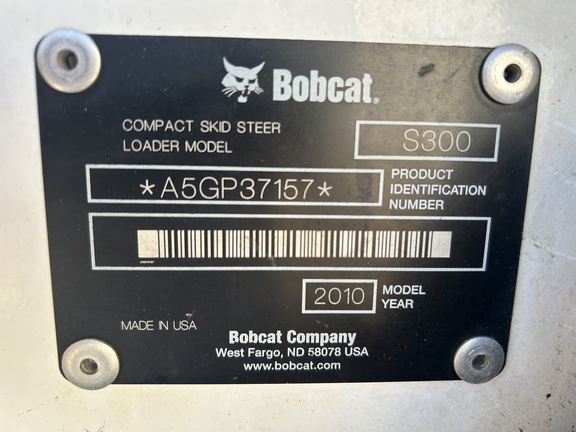 Bobcat.
COMPACT SKID STEER
LOADER MODEL
S300
*A5GP37157*
PRODUCT
IDENTIFICATION
NUMBER
2010
MODEL
YEAR
MADE IN USA
Bobcat Company
West Fargo, ND 58078 USA
www.bobcat.com